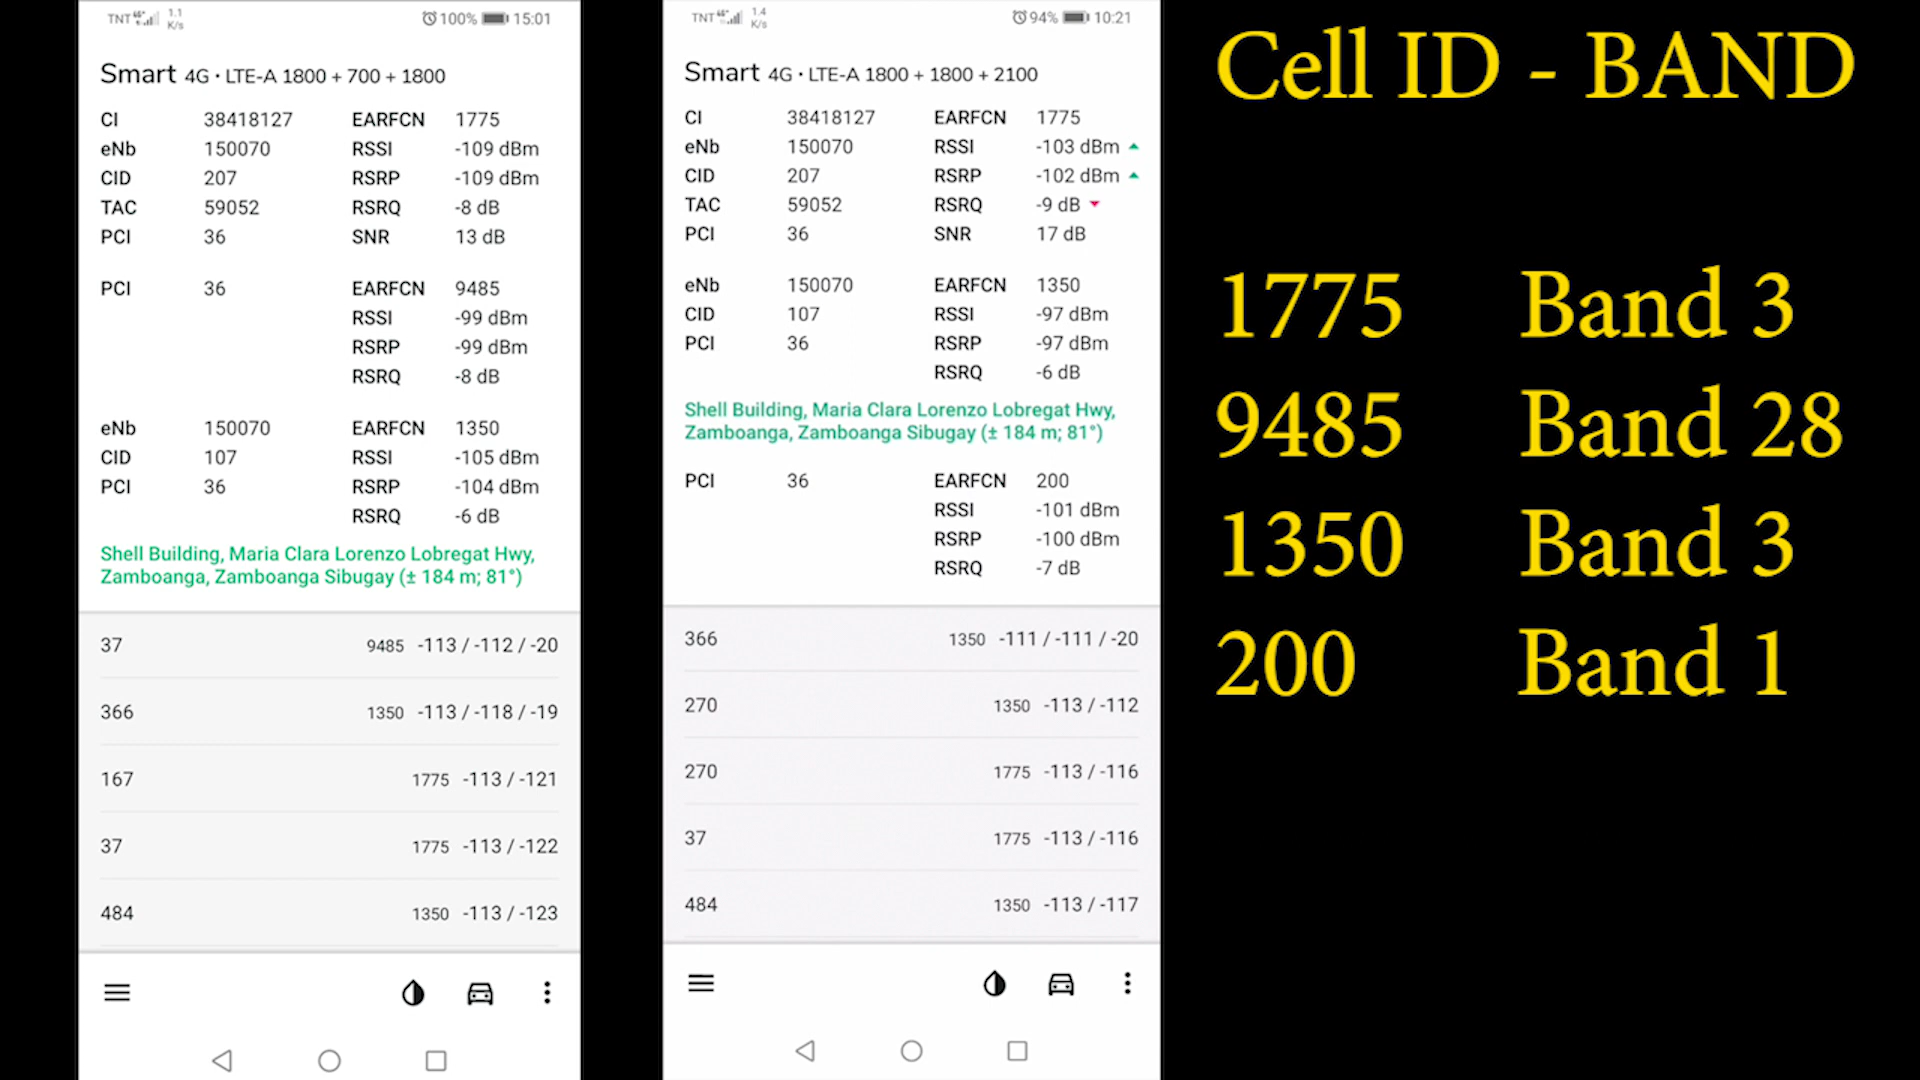 TNT 1.1 K/s 100% 15:01
Smart 4G • LTE-A 1800 + 700 + 1800
CI 38418127 EARFCN 1775
eNb 150070 RSSI -109 dBm
CID 207 RSRP -109 dBm
TAC 59052 RSRQ -8 dB
PCI 36 SNR 13 dB
PCI 36 EARFCN 9485
RSSI -99 dBm
RSRP -99 dBm
RSRQ -8 dB
eNb 150070 EARFCN 1350
CID 107 RSSI -105 dBm
PCI 36 RSRP -104 dBm
RSRQ -6 dB
Shell Building, Maria Clara Lorenzo Lobregat Hwy,
Zamboanga, Zamboanga Sibugay (± 184 m; 81°)
37 9485 -113 / -112 / -20
366 1350 -113 / -118 / -19
167 1775 -113 / -121
37 1775 -113 / -122
484 1350 -113 / -123
TNT 1.4 K/s 94% 10:21
Smart 4G • LTE-A 1800 + 1800 + 2100
CI 38418127 EARFCN 1775
eNb 150070 RSSI -103 dBm
CID 207 RSRP -102 dBm
TAC 59052 RSRQ -9 dB
PCI 36 SNR 17 dB
eNb 150070 EARFCN 1350
CID 107 RSSI -97 dBm
PCI 36 RSRP -97 dBm
RSRQ -6 dB
Shell Building, Maria Clara Lorenzo Lobregat Hwy,
Zamboanga, Zamboanga Sibugay (± 184 m; 81°)
PCI 36 EARFCN 200
RSSI -101 dBm
RSRP -100 dBm
RSRQ -7 dB
366 1350 -111 / -111 / -20
270 1350 -113 / -112
270 1775 -113 / -116
37 1775 -113 / -116
484 1350 -113 / -117
Cell ID - BAND
1775 Band 3
9485 Band 28
1350 Band 3
200 Band 1